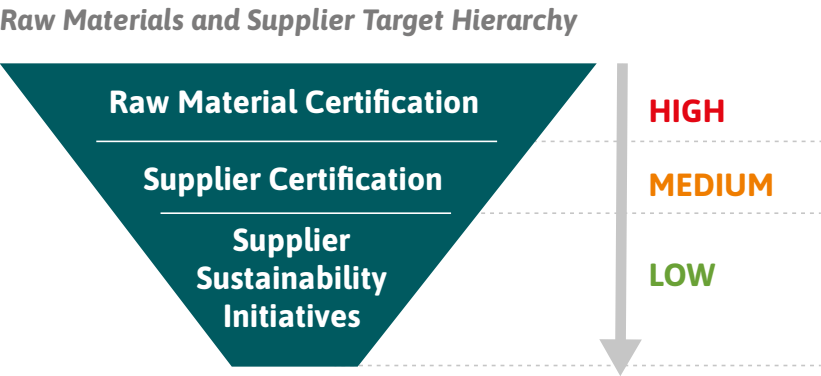 Raw Materials and Supplier Target Hierarchy
Raw Material Certification
HIGH
Supplier Certification
MEDIUM
Supplier
Sustainability
Initiatives
LOW